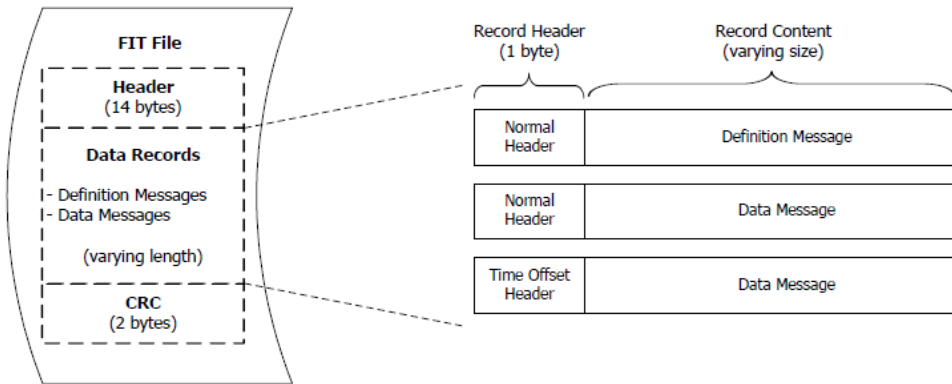 FIT File
Header
(14 bytes)
Data Records
- Definition Messages
- Data Messages
(varying length)
CRC
(2 bytes)
Record Header
(1 byte)
Record Content
(varying size)
Normal
Header
Definition Message
Normal
Header
Data Message
Time Offset
Header
Data Message